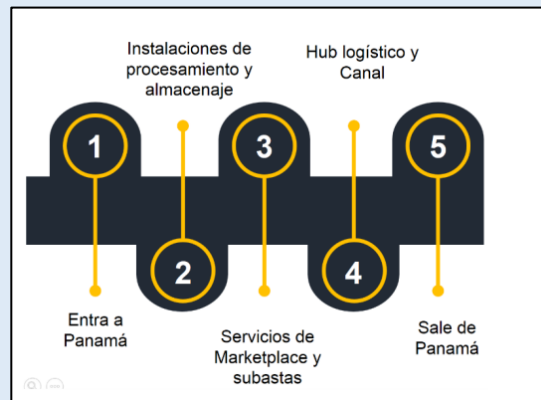 Instalaciones de
procesamiento y
almacenaje
Hub logístico y
Canal
1
3
5
2
4
Entra a
Panamá
Servicios de
Marketplace y
subastas
Sale de
Panamá